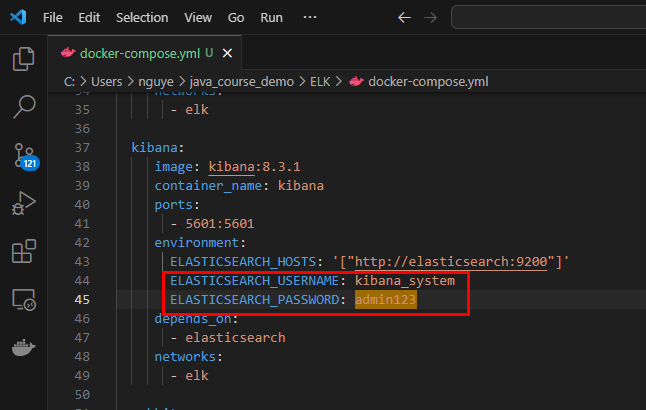 File Edit Selection View Go Run ···
docker-compose.yml U
C: > Users > nguye > java_course_demo > ELK > docker-compose.yml
35 - elk
36
37 kibana:
38 image: kibana:8.3.1
39 container_name: kibana
40 ports:
41 - 5601:5601
42 environment:
43 ELASTICSEARCH_HOSTS: '["http://elasticsearch:9200"]'
44 ELASTICSEARCH_USERNAME: kibana_system
45 ELASTICSEARCH_PASSWORD: admin123
46 depends_on:
47 - elasticsearch
48 networks:
49 - elk
50
121